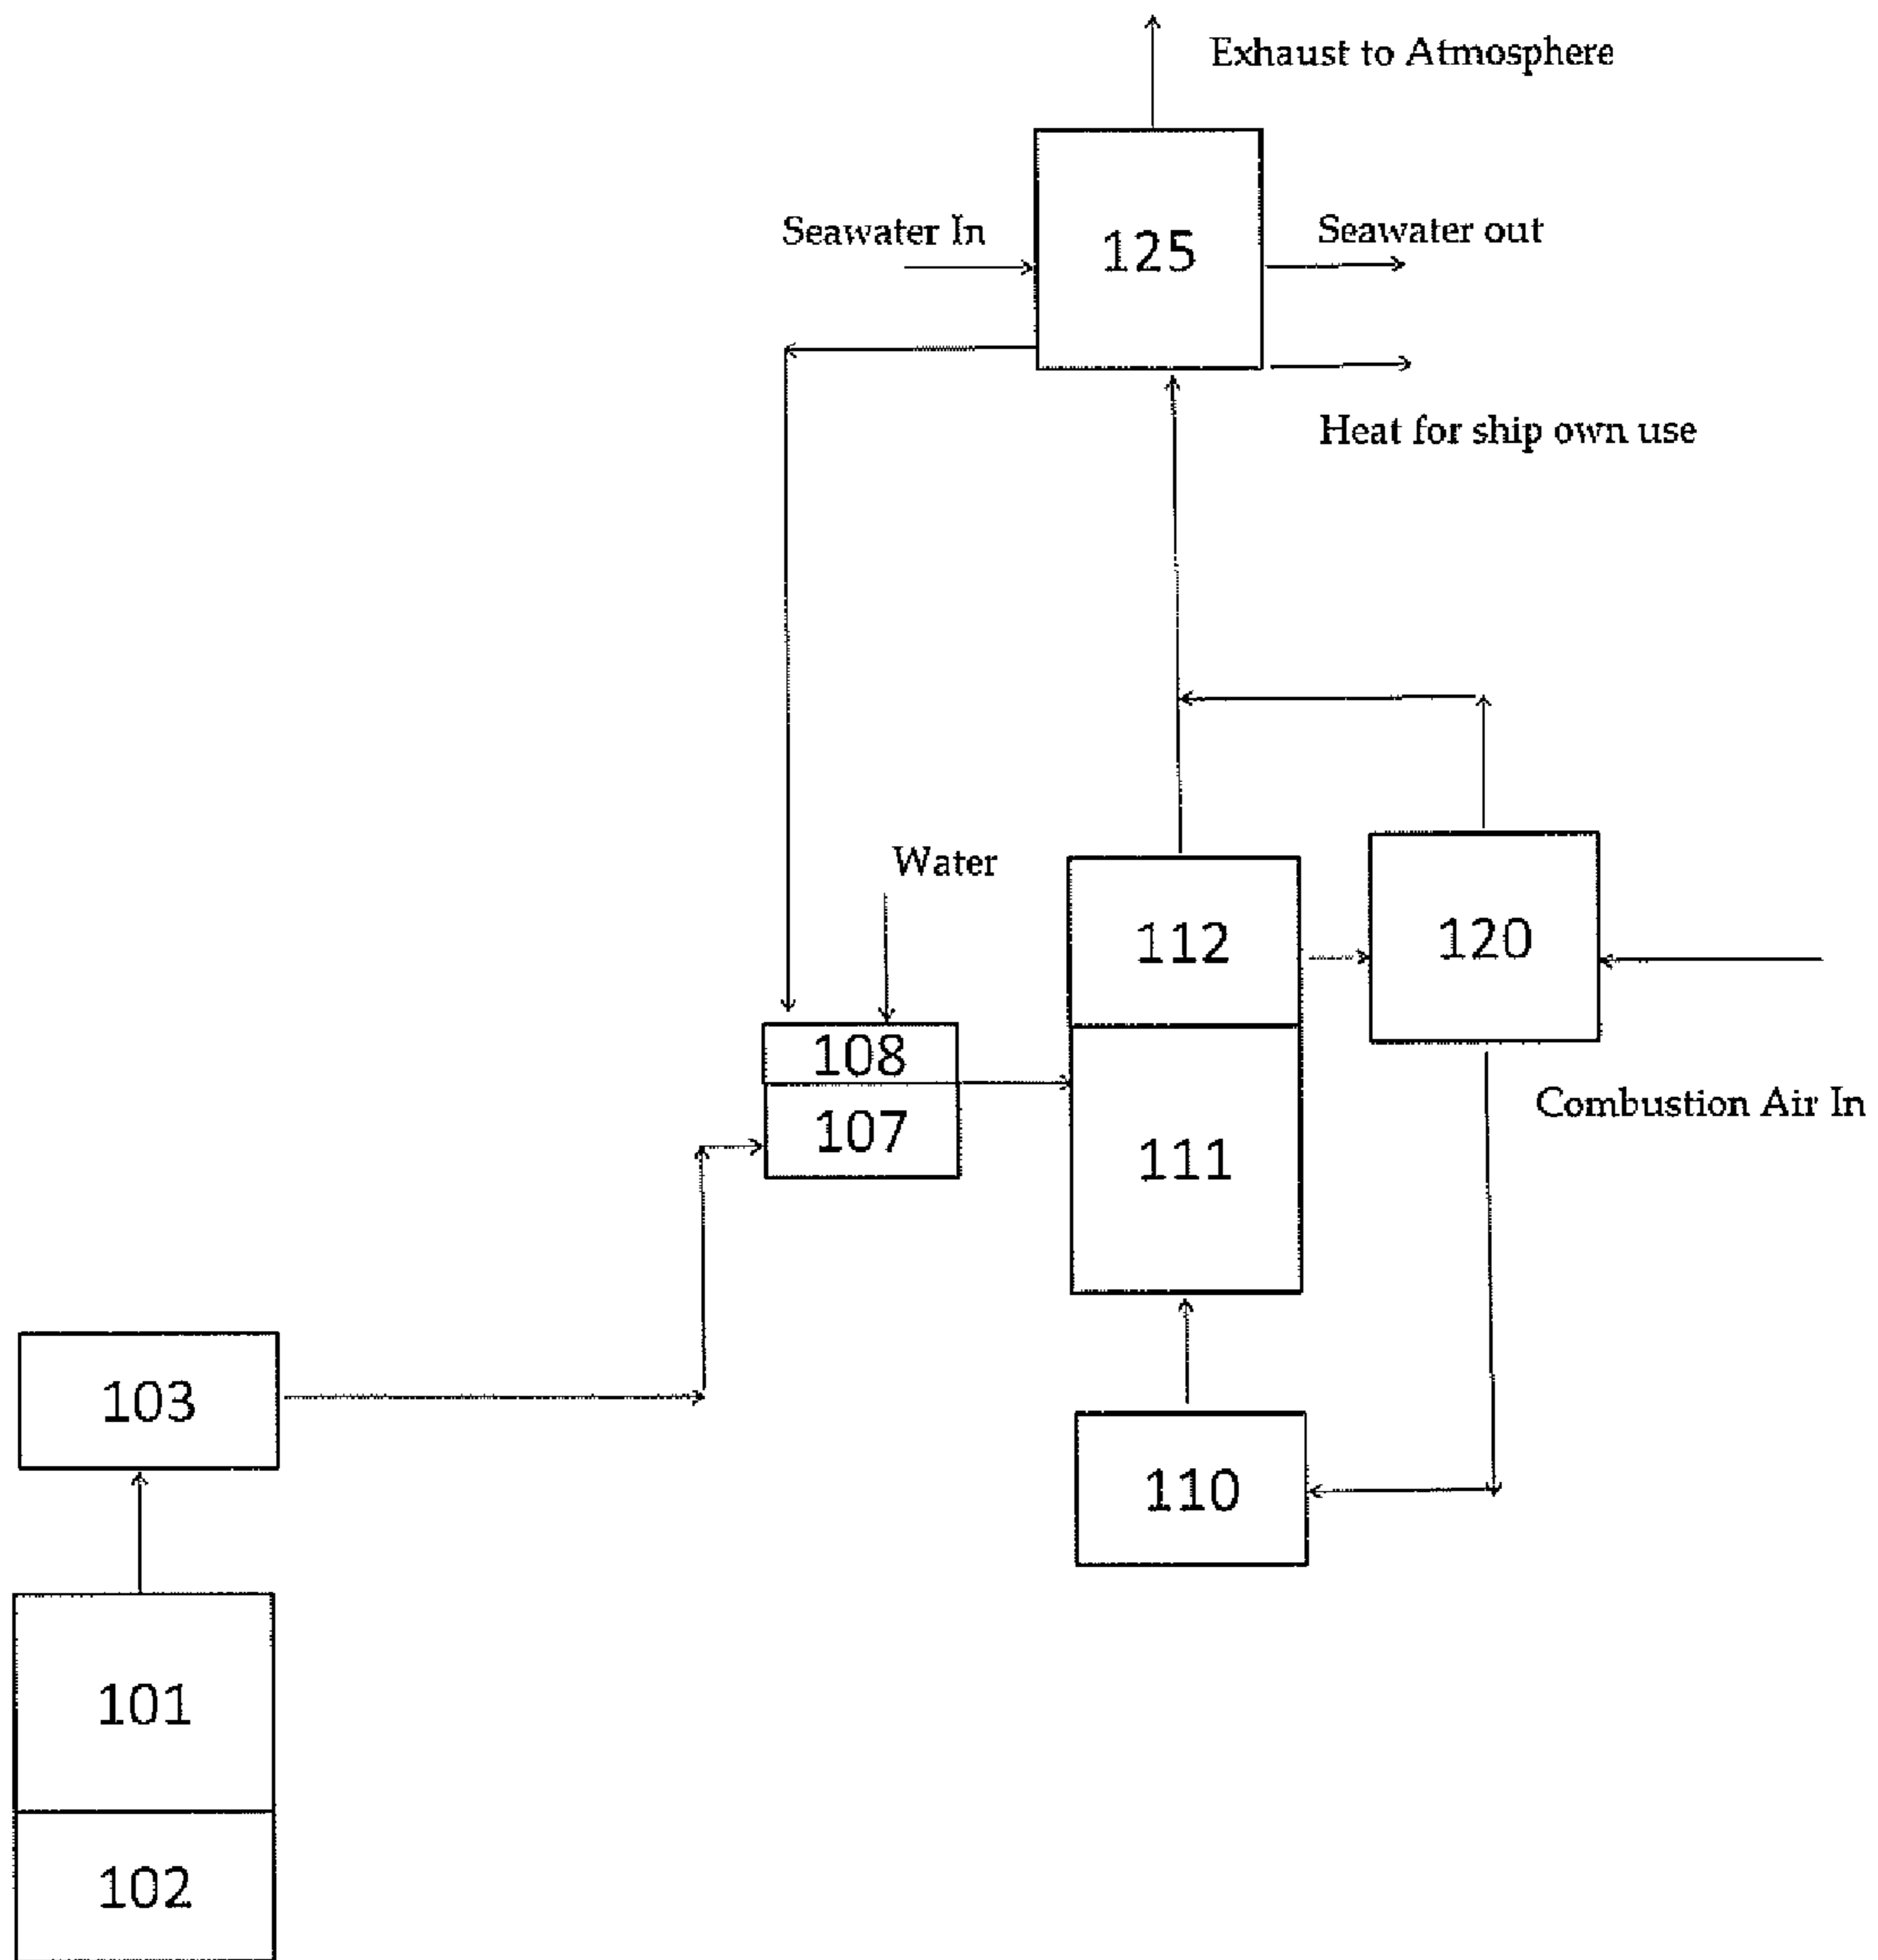 Exhaust to Atmosphere
Seawater In
125
Seawater out
Heat for ship own use
Water
112
120
108
107
111
Combustion Air In
103
110
101
102